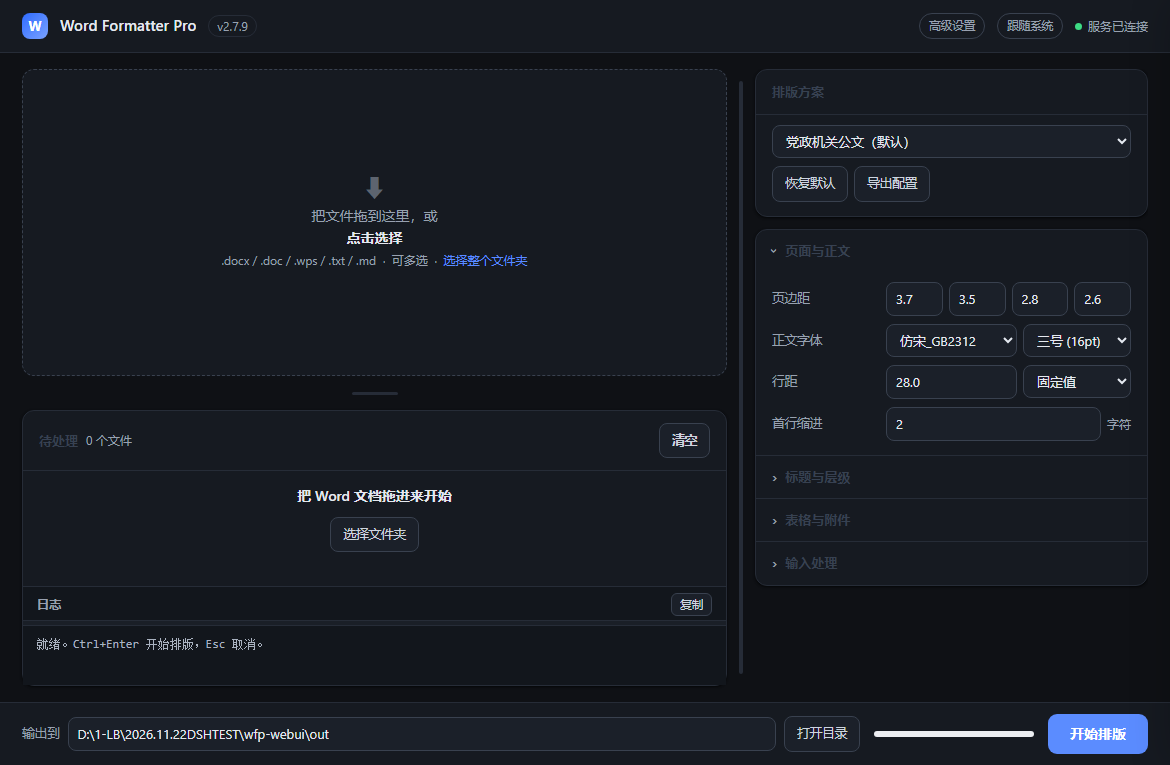 W Word Formatter Pro v2.7.9 高级设置 跟随系统 服务已连接
把文件拖到这里，或
点击选择
.docx / .doc / .wps / .txt / .md · 可多选 · 选择整个文件夹
待处理 0 个文件 清空
把 Word 文档拖进来开始
选择文件夹
日志 复制
就绪。Ctrl+Enter 开始排版，Esc 取消。
排版方案
党政机关公文（默认）
恢复默认 导出配置
页面与正文
页边距 3.7 3.5 2.8 2.6
正文字体 仿宋_GB2312 三号 (16pt)
行距 28.0 固定值
首行缩进 2 字符
标题与层级
表格与附件
输入处理
输出到 D:\1-LB\2026.11.22DSHTEST\wfp-webui\out 打开目录 开始排版